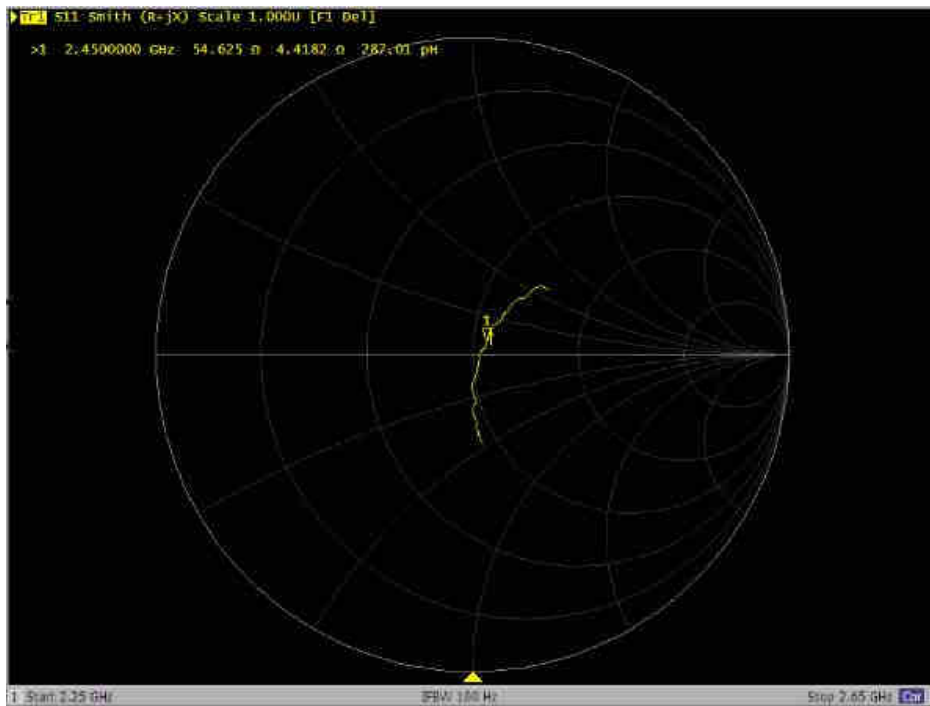 Tr1 S11 Smith (R+jX) Scale 1.000U [F1 Del]
>1 2.4500000 GHz 54.625 Ω 4.4182 Ω 287.01 pH
1
1 Start 2.25 GHz IFBW 100 Hz Stop 2.65 GHz Cor